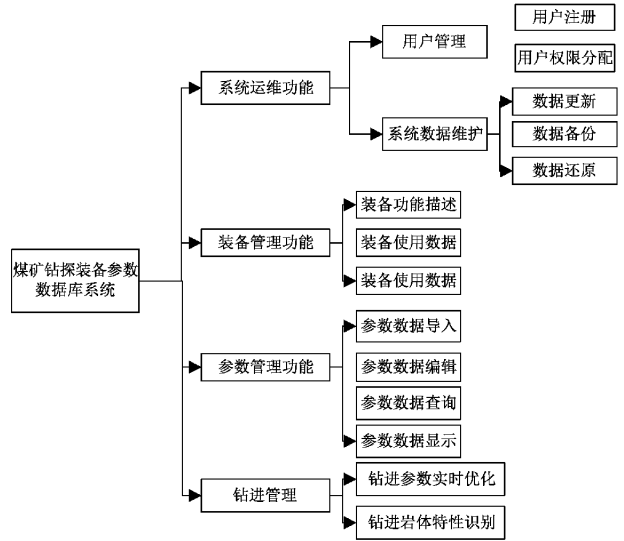 用户注册
用户管理
用户权限分配
系统运维功能
数据更新
系统数据维护
数据备份
数据还原
装备功能描述
装备管理功能
装备使用数据
装备使用数据
煤矿钻探装备参数
数据库系统
参数数据导入
参数管理功能
参数数据编辑
参数数据查询
参数数据显示
钻进管理
钻进参数实时优化
钻进岩体特性识别